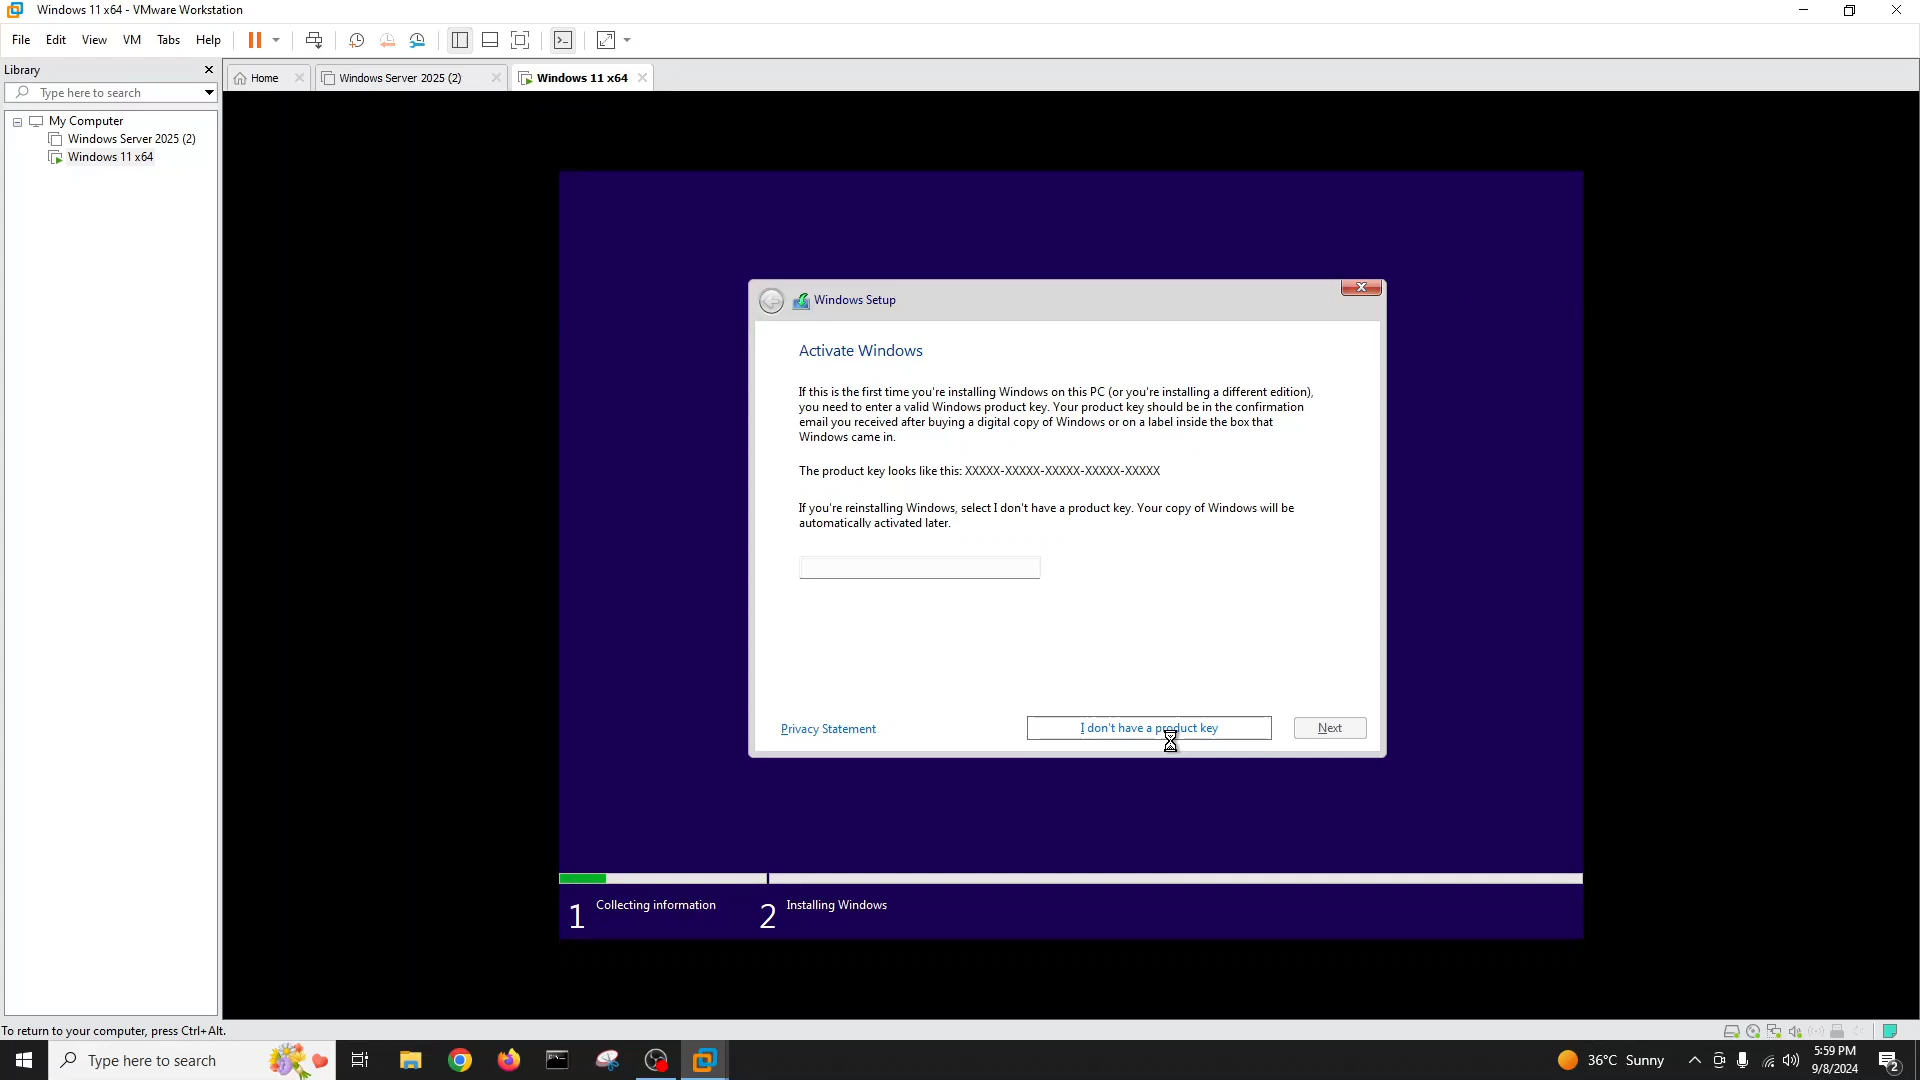 Windows 11 x64 - VMware Workstation
File Edit View VM Tabs Help
Library
Type here to search
My Computer
Windows Server 2025 (2)
Windows 11 x64
Home
Windows Server 2025 (2)
Windows 11 x64
Windows Setup
Activate Windows
If this is the first time you're installing Windows on this PC (or you're installing a different edition),
you need to enter a valid Windows product key. Your product key should be in the confirmation
email you received after buying a digital copy of Windows or on a label inside the box that
Windows came in.
The product key looks like this: XXXXX-XXXXX-XXXXX-XXXXX-XXXXX
If you're reinstalling Windows, select I don't have a product key. Your copy of Windows will be
automatically activated later.
Privacy Statement
I don't have a product key
Next
1 Collecting information
2 Installing Windows
To return to your computer, press Ctrl+Alt.
Type here to search
36°C Sunny
5:59 PM
9/8/2024
2